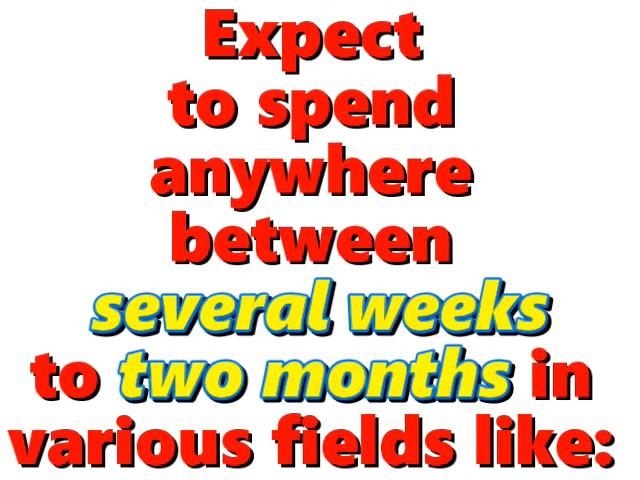 Expect
to spend
anywhere
between
several weeks
to two months in
various fields like: